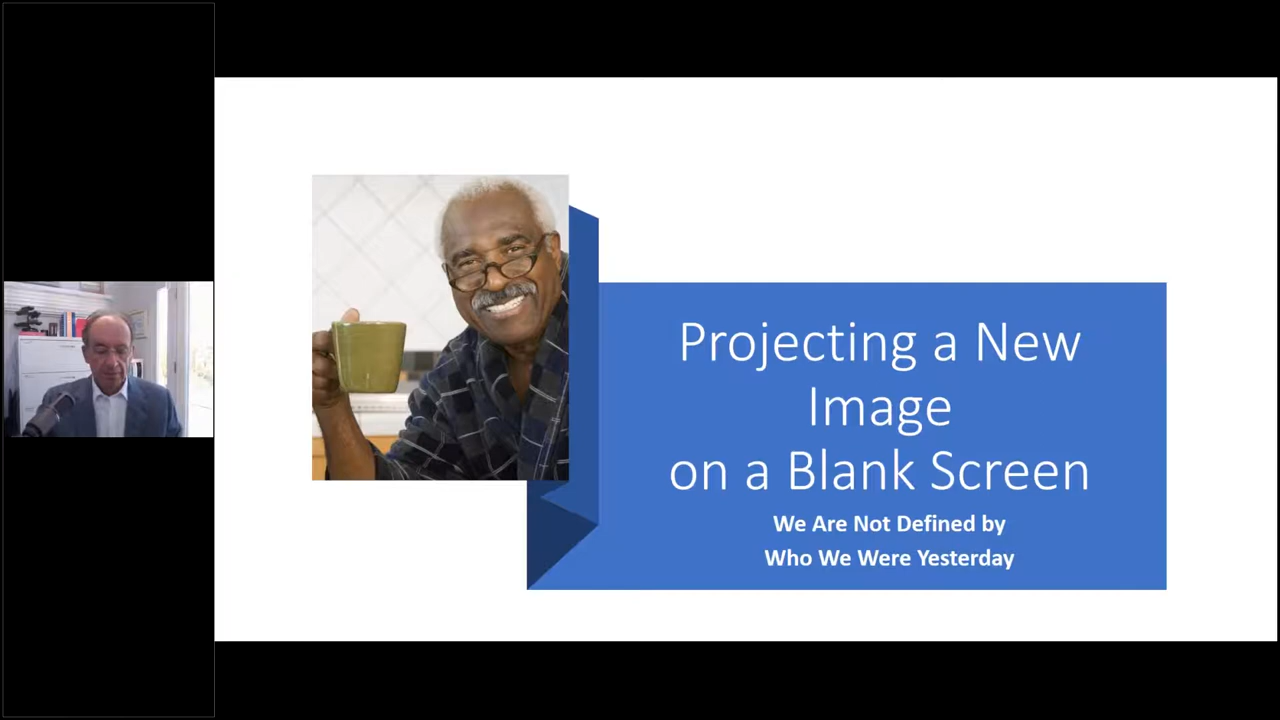 Projecting a New
Image
on a Blank Screen
We Are Not Defined by
Who We Were Yesterday